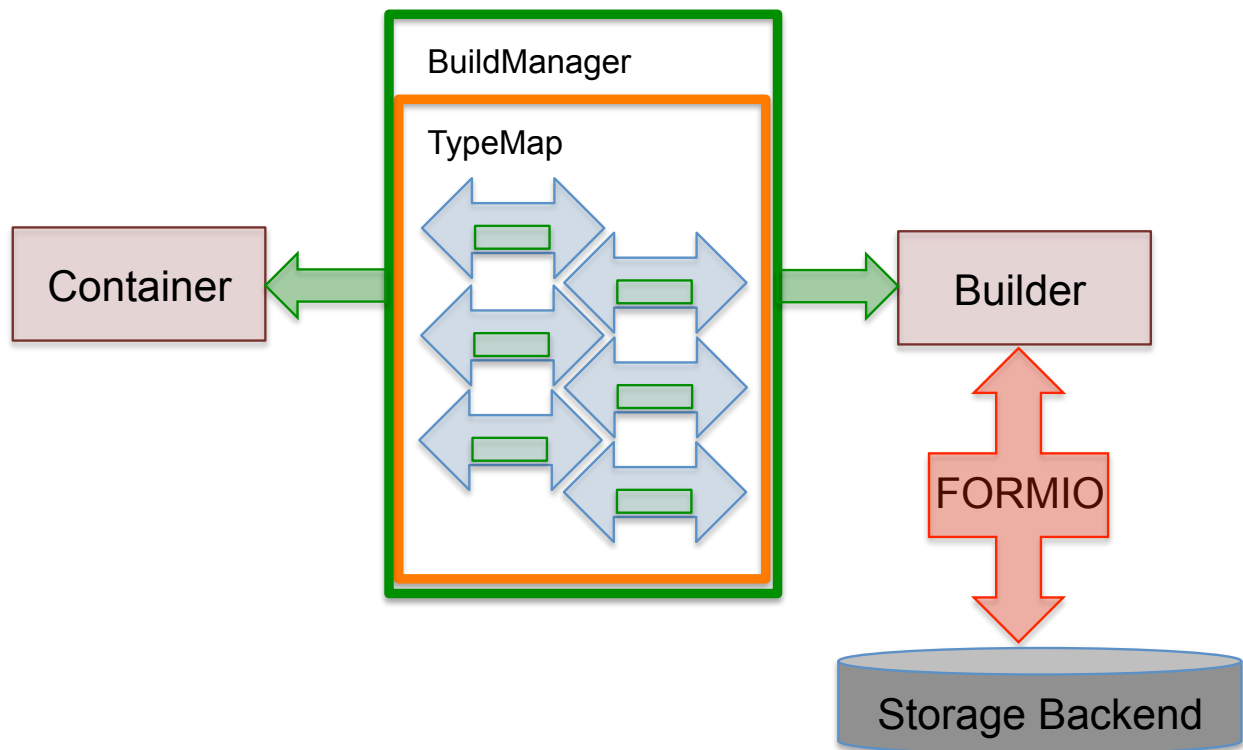 BuildManager
TypeMap
Container
Builder
FORMIO
Storage Backend